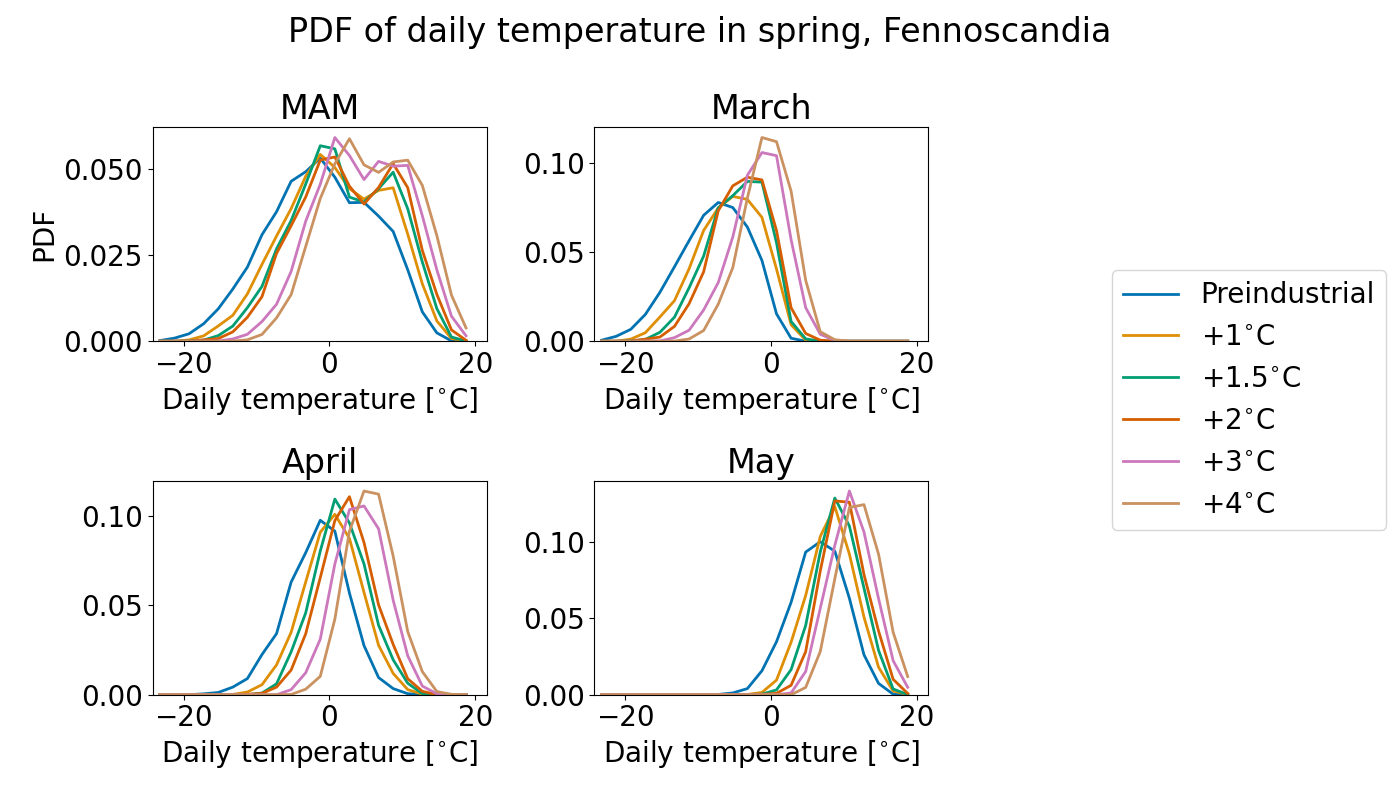 PDF of daily temperature in spring, Fennoscandia
MAM
March
PDF
0.050
0.025
0.000
−20 0 20
Daily temperature [°C]
0.10
0.05
0.00
−20 0 20
Daily temperature [°C]
April
May
0.10
0.05
0.00
−20 0 20
Daily temperature [°C]
0.10
0.05
0.00
−20 0 20
Daily temperature [°C]
Preindustrial
+1°C
+1.5°C
+2°C
+3°C
+4°C